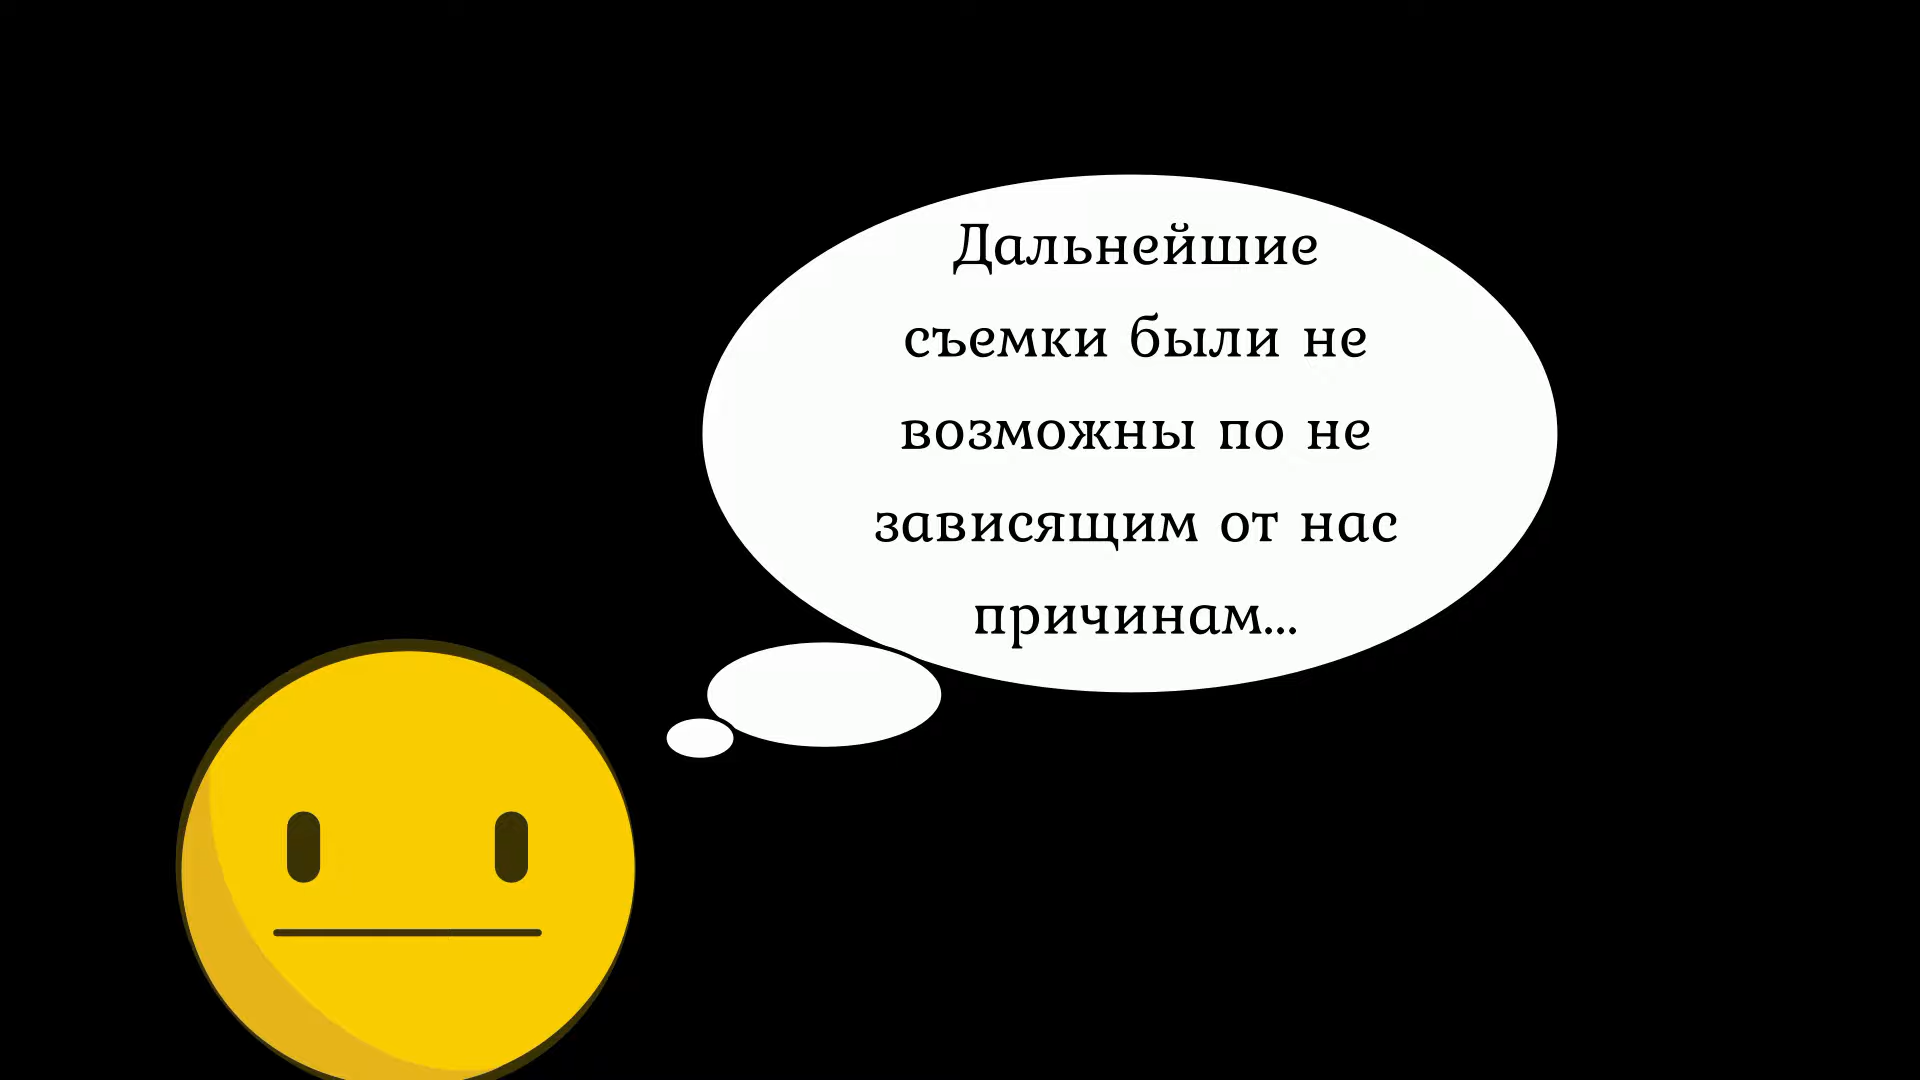 Дальнейшие
съемки были не
возможны по не
зависящим от нас
причинам...